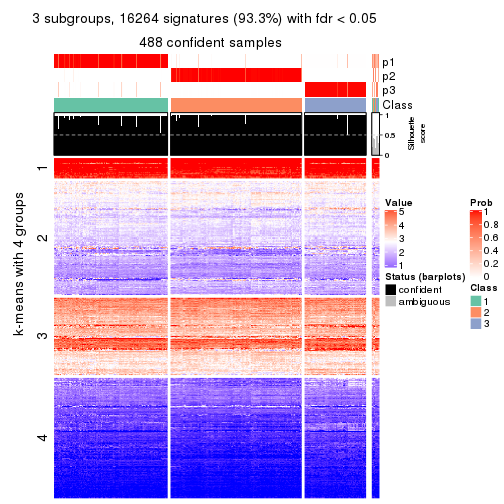 3 subgroups, 16264 signatures (93.3%) with fdr < 0.05
488 confident samples
p1
p2
p3
Class
1
0.5
0
Silhouette
score
k-means with 4 groups
1
2
3
4
Value
5
4
3
2
1
Status (barplots)
confident
ambiguous
Prob
1
0.8
0.6
0.4
0.2
0
Class
1
2
3